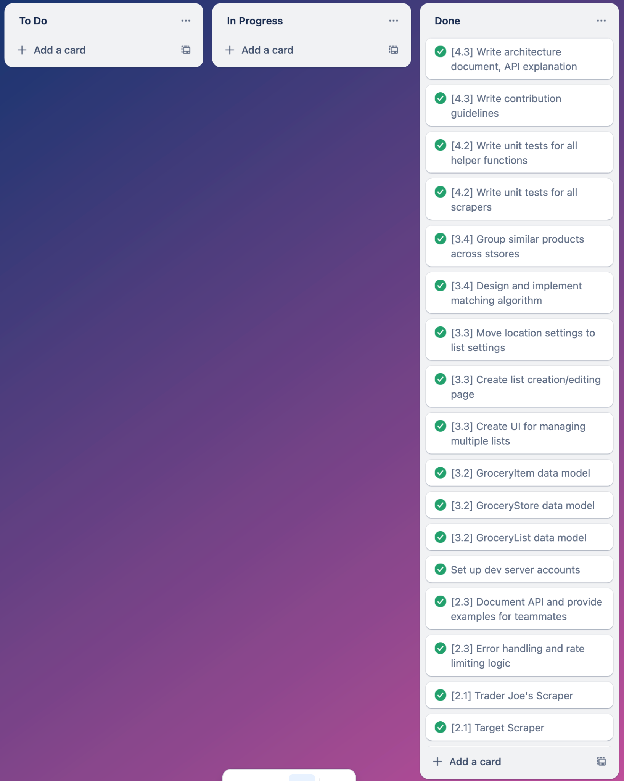 To Do
Add a card
In Progress
Add a card
Done
[4.3] Write architecture
document, API explanation
[4.3] Write contribution
guidelines
[4.2] Write unit tests for all
helper functions
[4.2] Write unit tests for all
scrapers
[3.4] Group similar products
across stsores
[3.4] Design and implement
matching algorithm
[3.3] Move location settings to
list settings
[3.3] Create list creation/editing
page
[3.3] Create UI for managing
multiple lists
[3.2] GroceryItem data model
[3.2] GroceryStore data model
[3.2] GroceryList data model
Set up dev server accounts
[2.3] Document API and provide
examples for teammates
[2.3] Error handling and rate
limiting logic
[2.1] Trader Joe's Scraper
[2.1] Target Scraper
Add a card